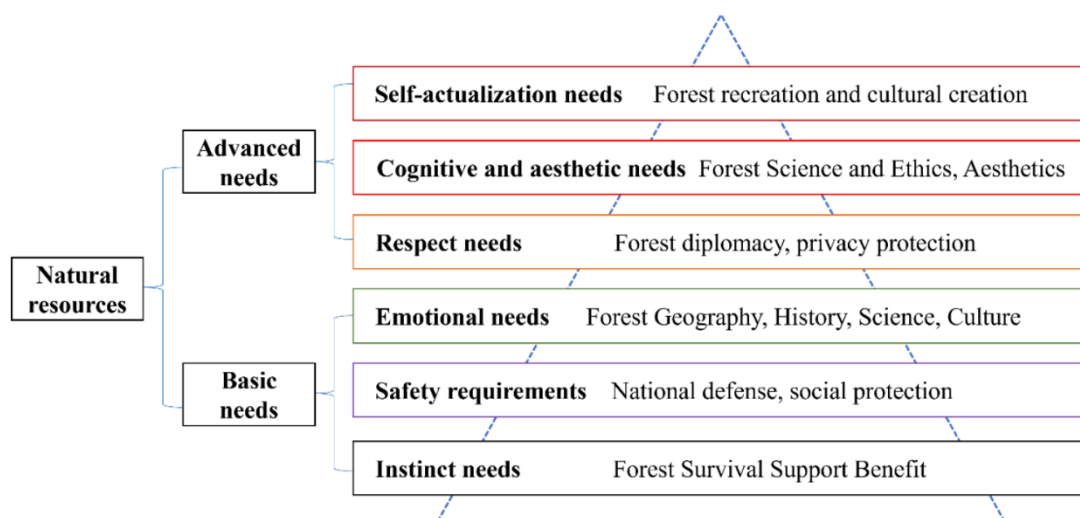 Self-actualization needs Forest recreation and cultural creation
Advanced
needs
Cognitive and aesthetic needs Forest Science and Ethics, Aesthetics
Respect needs Forest diplomacy, privacy protection
Natural
resources
Emotional needs Forest Geography, History, Science, Culture
Basic
needs
Safety requirements National defense, social protection
Instinct needs Forest Survival Support Benefit